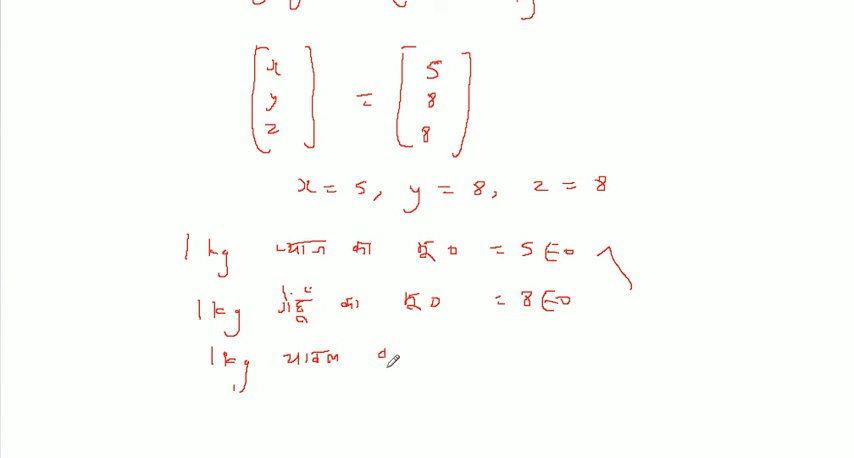 x 5
y = 8
z 8
x = 5, y = 8, z = 8
1 kg प्याज का मू० = 5 रु०
1 kg गेहूँ का मू० = 8 रु०
1 kg चावल